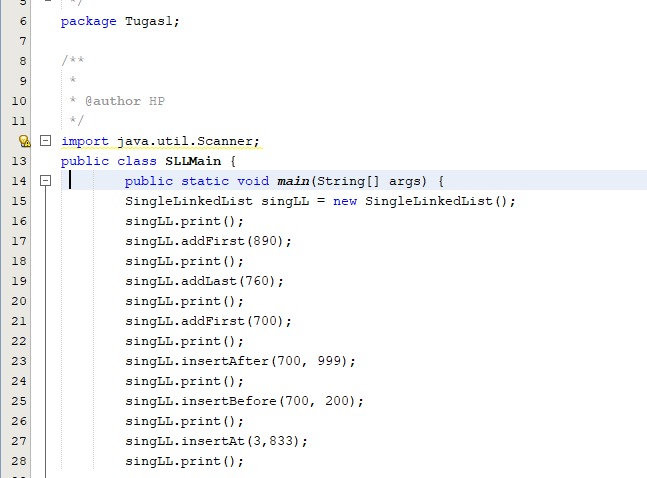 */
6 package Tugas1;
7
8 /**
9 *
10 * @author HP
11 */
import java.util.Scanner;
13 public class SLLMain {
14 public static void main(String[] args) {
15 SingleLinkedList singLL = new SingleLinkedList();
16 singLL.print();
17 singLL.addFirst(890);
18 singLL.print();
19 singLL.addLast(760);
20 singLL.print();
21 singLL.addFirst(700);
22 singLL.print();
23 singLL.insertAfter(700, 999);
24 singLL.print();
25 singLL.insertBefore(700, 200);
26 singLL.print();
27 singLL.insertAt(3,833);
28 singLL.print();